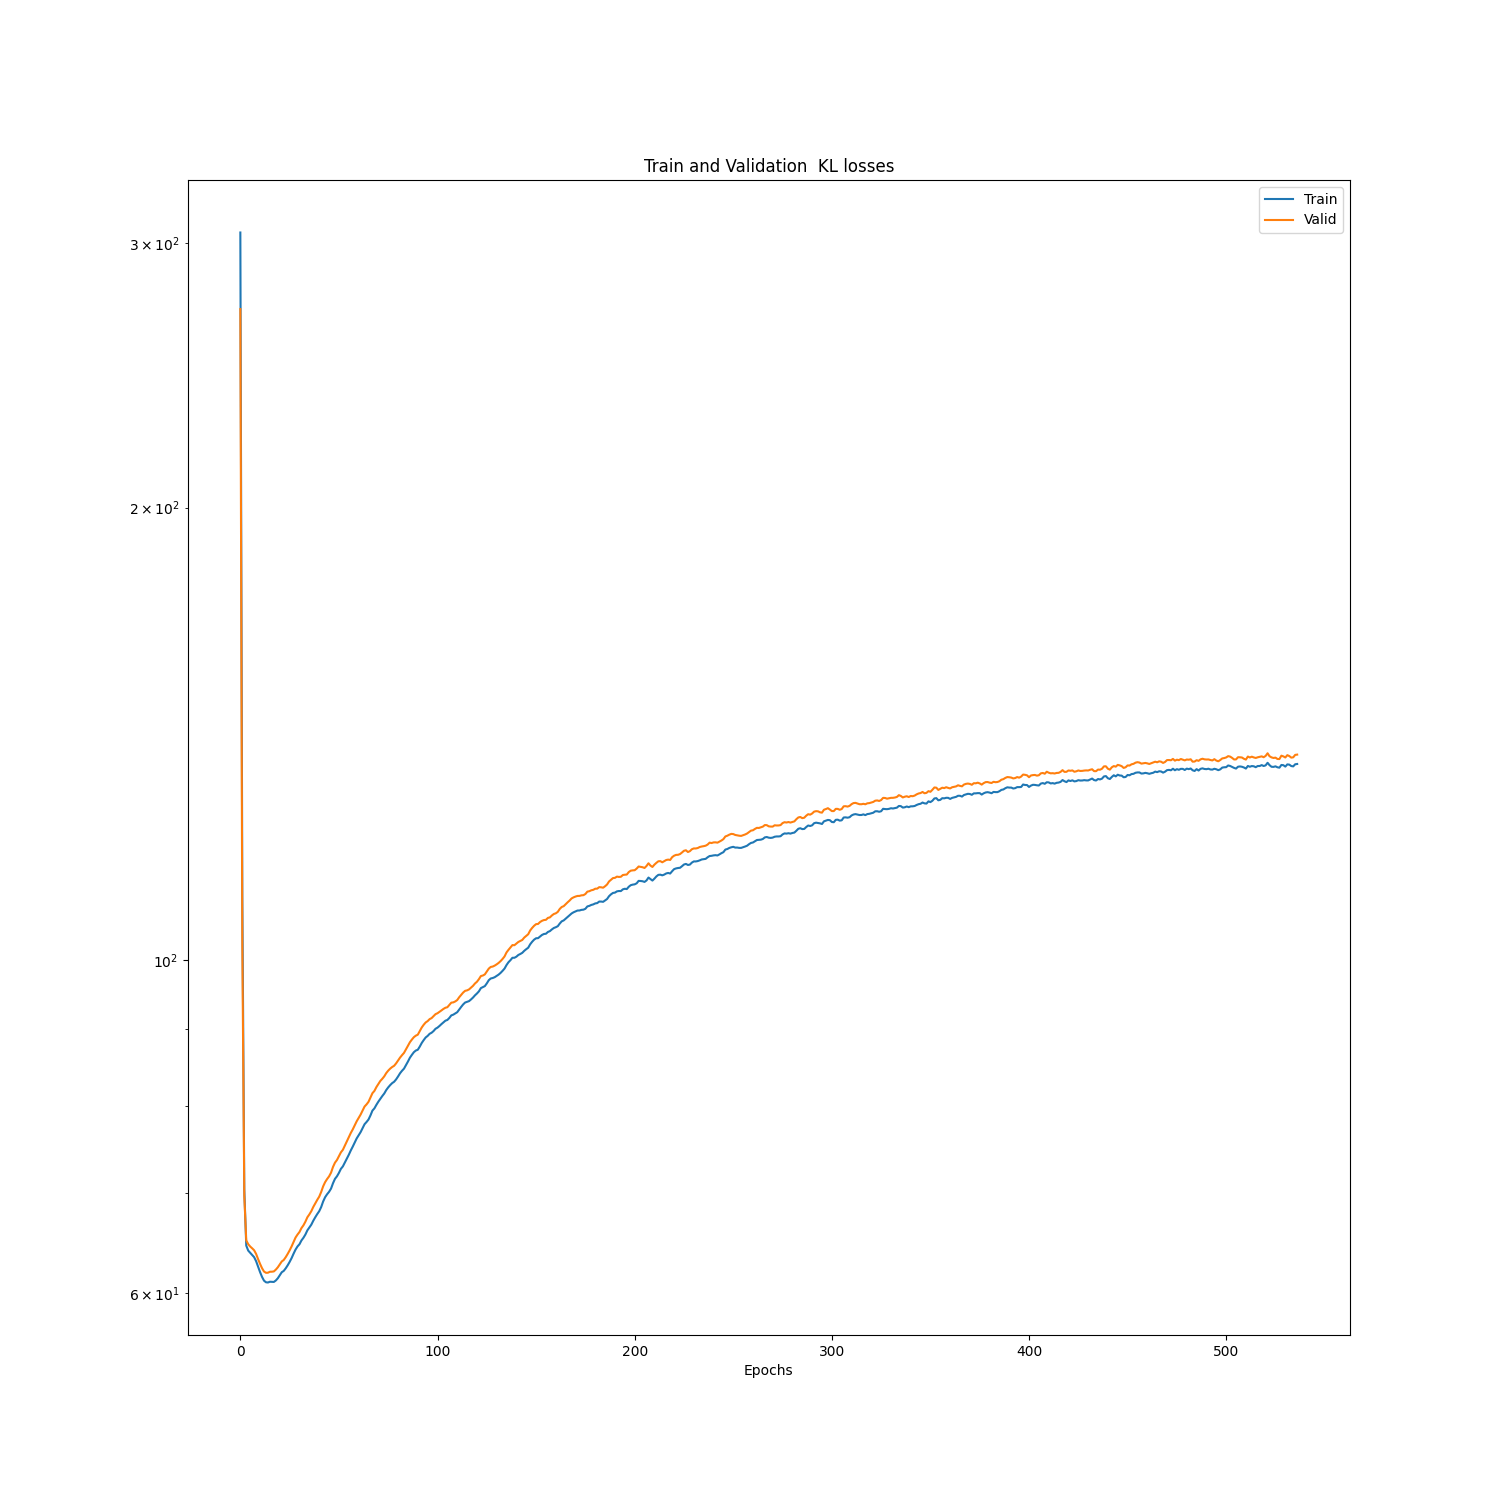 Train and Validation  KL losses
Train
Valid
3 × 10²
2 × 10²
10²
6 × 10¹
0 100 200 300 400 500
Epochs